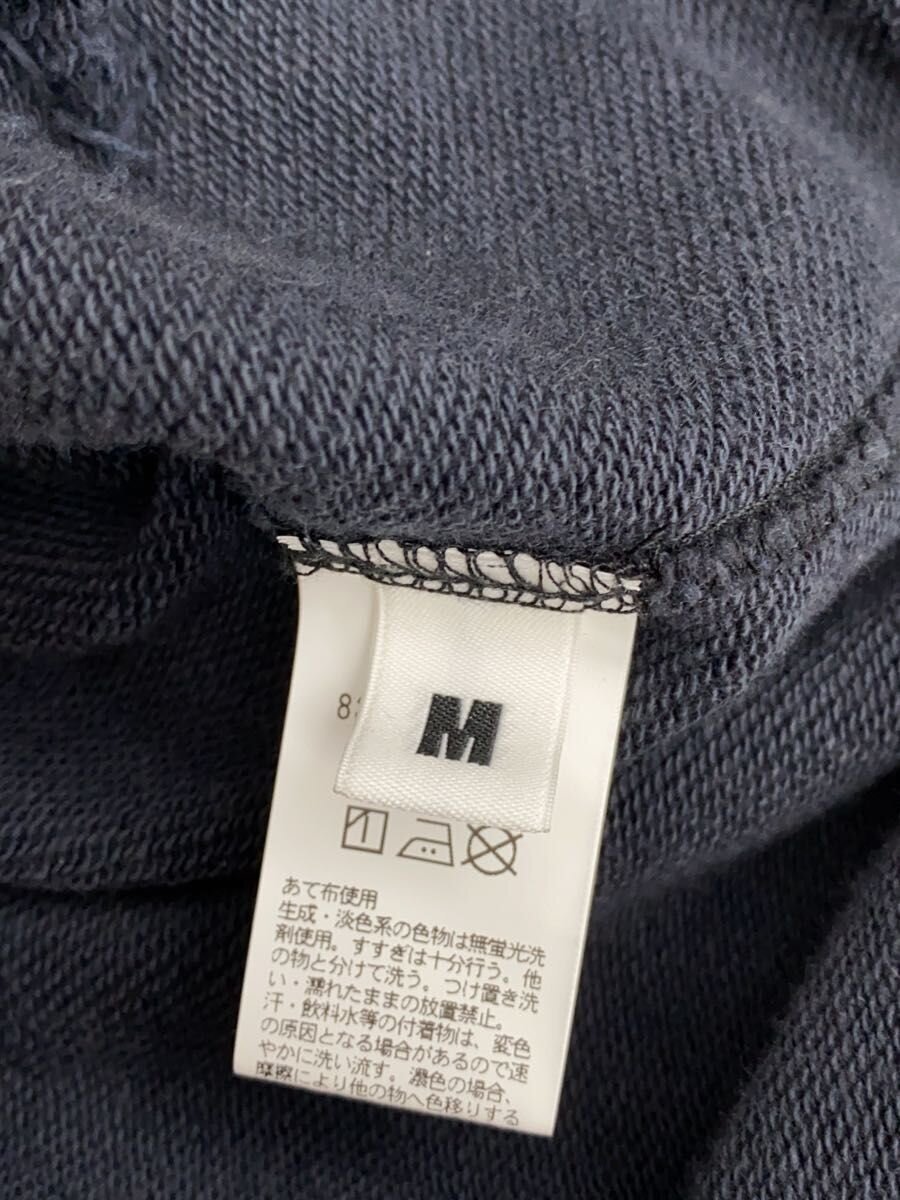 8
M
あて布使用
生成・淡色系の色物は無蛍光洗
剤使用。すすぎは十分行う。他
の物と分けて洗う。つけ置き洗
い・濡れたままの放置禁止。
汗・飲料水等の付着物は、変色
の原因となる場合があるので速
やかに洗い流す。濃色の場合、
摩擦により他の物へ色移りする